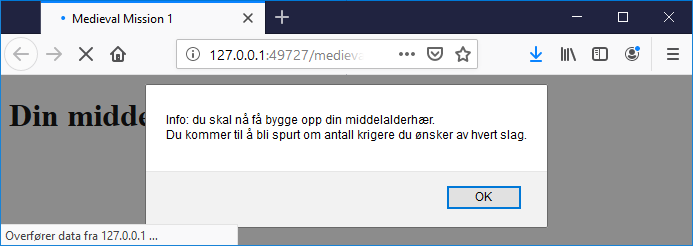 Medieval Mission 1
127.0.0.1:49727/medieva
Din midde
Info: du skal nå få bygge opp din middelalderhær.
Du kommer til å bli spurt om antall krigere du ønsker av hvert slag.
OK
Overfører data fra 127.0.0.1 ...